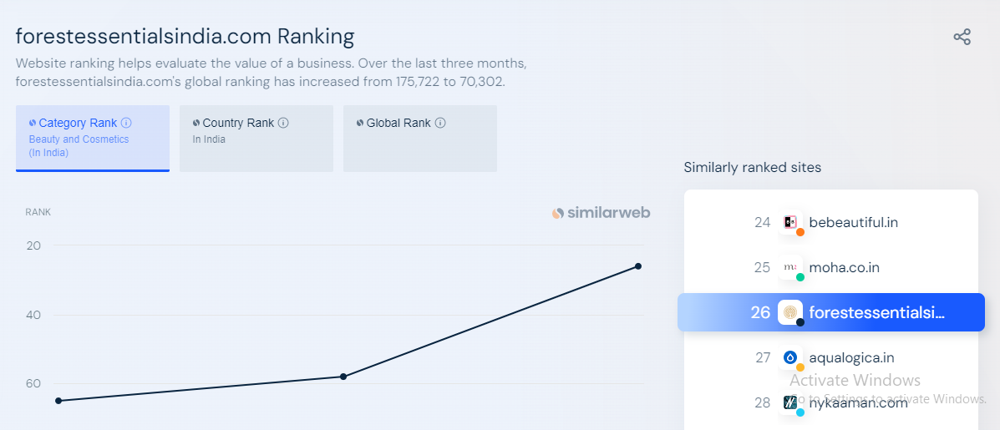 forestessentialsindia.com Ranking
Website ranking helps evaluate the value of a business. Over the last three months,
forestessentialsindia.com's global ranking has increased from 175,722 to 70,302.
Category Rank
Beauty and Cosmetics
(In India)
Country Rank
In India
Global Rank
RANK
similarweb
20
40
60
Similarly ranked sites
24 bebeautiful.in
25 moha.co.in
26 forestessentialsi...
27 aqualogica.in
Activate Windows
Go to Settings to activate Windows.
28 nykaaman.com